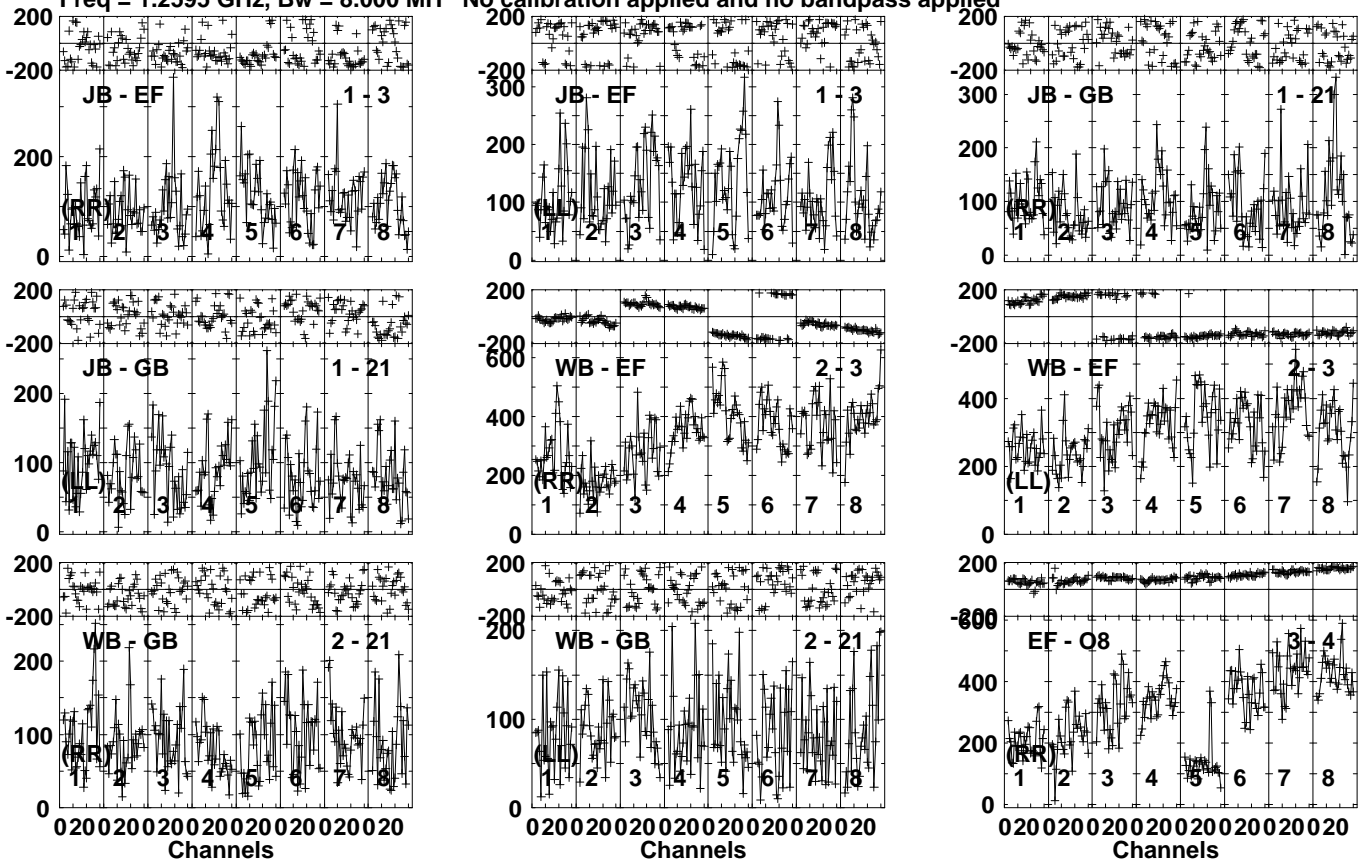 Freq = 1.2595 GHz, Bw = 8.000 MH No calibration applied and no bandpass applied
200 200 200
-200 -200 -200
JB - EF 1 - 3 300 JB - EF 1 - 3 300 JB - GB 1 - 21
200 200 200
(RR) 100 (LL) 100 (RR)
1 2 3 4 5 6 7 8 1 2 3 4 5 6 7 8 1 2 3 4 5 6 7 8
0 0 0
200 200 200
-200 -200 -200
JB - GB 1 - 21 600 WB - EF 2 - 3 WB - EF 2 - 3
200 400 400
100 200 200
(LL) (RR) (LL)
1 2 3 4 5 6 7 8 1 2 3 4 5 6 7 8 1 2 3 4 5 6 7 8
0 0 0
200 200 200
-200 -200 -200
WB - GB 2 - 21 WB - GB 2 - 21 600 EF - O8 3 - 4
200 200 400
100 100 200
(RR) (LL) (RR)
1 2 3 4 5 6 7 8 1 2 3 4 5 6 7 8 1 2 3 4 5 6 7 8
0 0 0
0 20 0 20 0 20 0 20 0 20 0 20 0 20 0 20 0 20 0 20 0 20 0 20 0 20 0 20 0 20 0 20 0 20 0 20 0 20 0 20 0 20 0 20 0 20 0 20
Channels Channels Channels